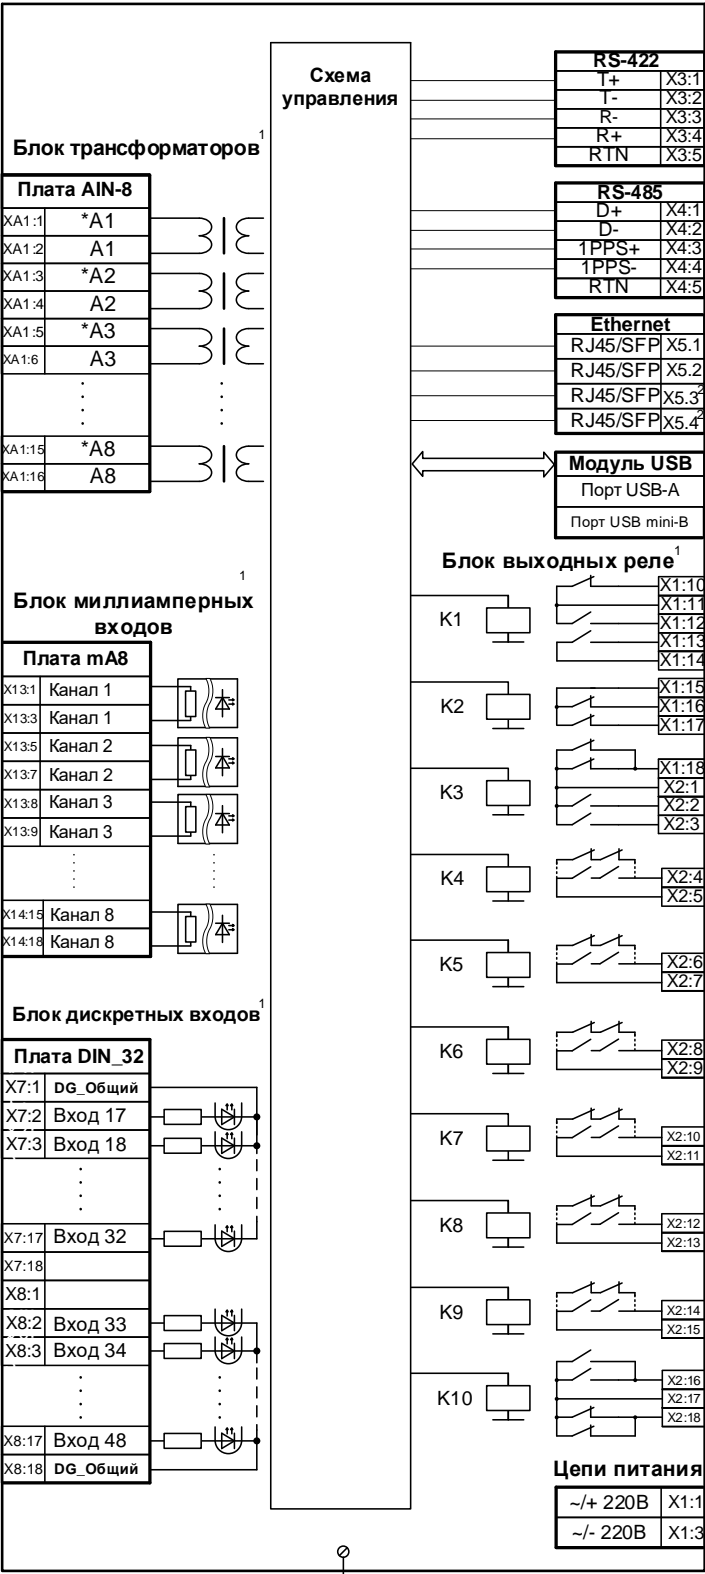 Схема
управления
Блок трансформаторов 1
Плата AIN-8
XA1:1 *A1
XA1:2 A1
XA1:3 *A2
XA1:4 A2
XA1:5 *A3
XA1:6 A3
XA1:15 *A8
XA1:16 A8
1
Блок миллиамперных
входов
Плата mA8
X13:1 Канал 1
X13:3 Канал 1
X13:5 Канал 2
X13:7 Канал 2
X13:8 Канал 3
X13:9 Канал 3
X14:15 Канал 8
X14:18 Канал 8
Блок дискретных входов 1
Плата DIN_32
X7:1 DG_Общий
X7:2 Вход 17
X7:3 Вход 18
X7:17 Вход 32
X7:18
X8:1
X8:2 Вход 33
X8:3 Вход 34
X8:17 Вход 48
X8:18 DG_Общий
RS-422
T+ X3:1
T- X3:2
R- X3:3
R+ X3:4
RTN X3:5
RS-485
D+ X4:1
D- X4:2
1PPS+ X4:3
1PPS- X4:4
RTN X4:5
Ethernet
RJ45/SFP X5.1
RJ45/SFP X5.2
RJ45/SFP X5.3 2
RJ45/SFP X5.4 2
Модуль USB
Порт USB-A
Порт USB mini-B
Блок выходных реле 1
K1
X1:10
X1:11
X1:12
X1:13
X1:14
K2
X1:15
X1:16
X1:17
K3
X1:18
X2:1
X2:2
X2:3
K4
X2:4
X2:5
K5
X2:6
X2:7
K6
X2:8
X2:9
K7
X2:10
X2:11
K8
X2:12
X2:13
K9
X2:14
X2:15
K10
X2:16
X2:17
X2:18
Цепи питания
~/+ 220В X1:1
~/- 220В X1:3